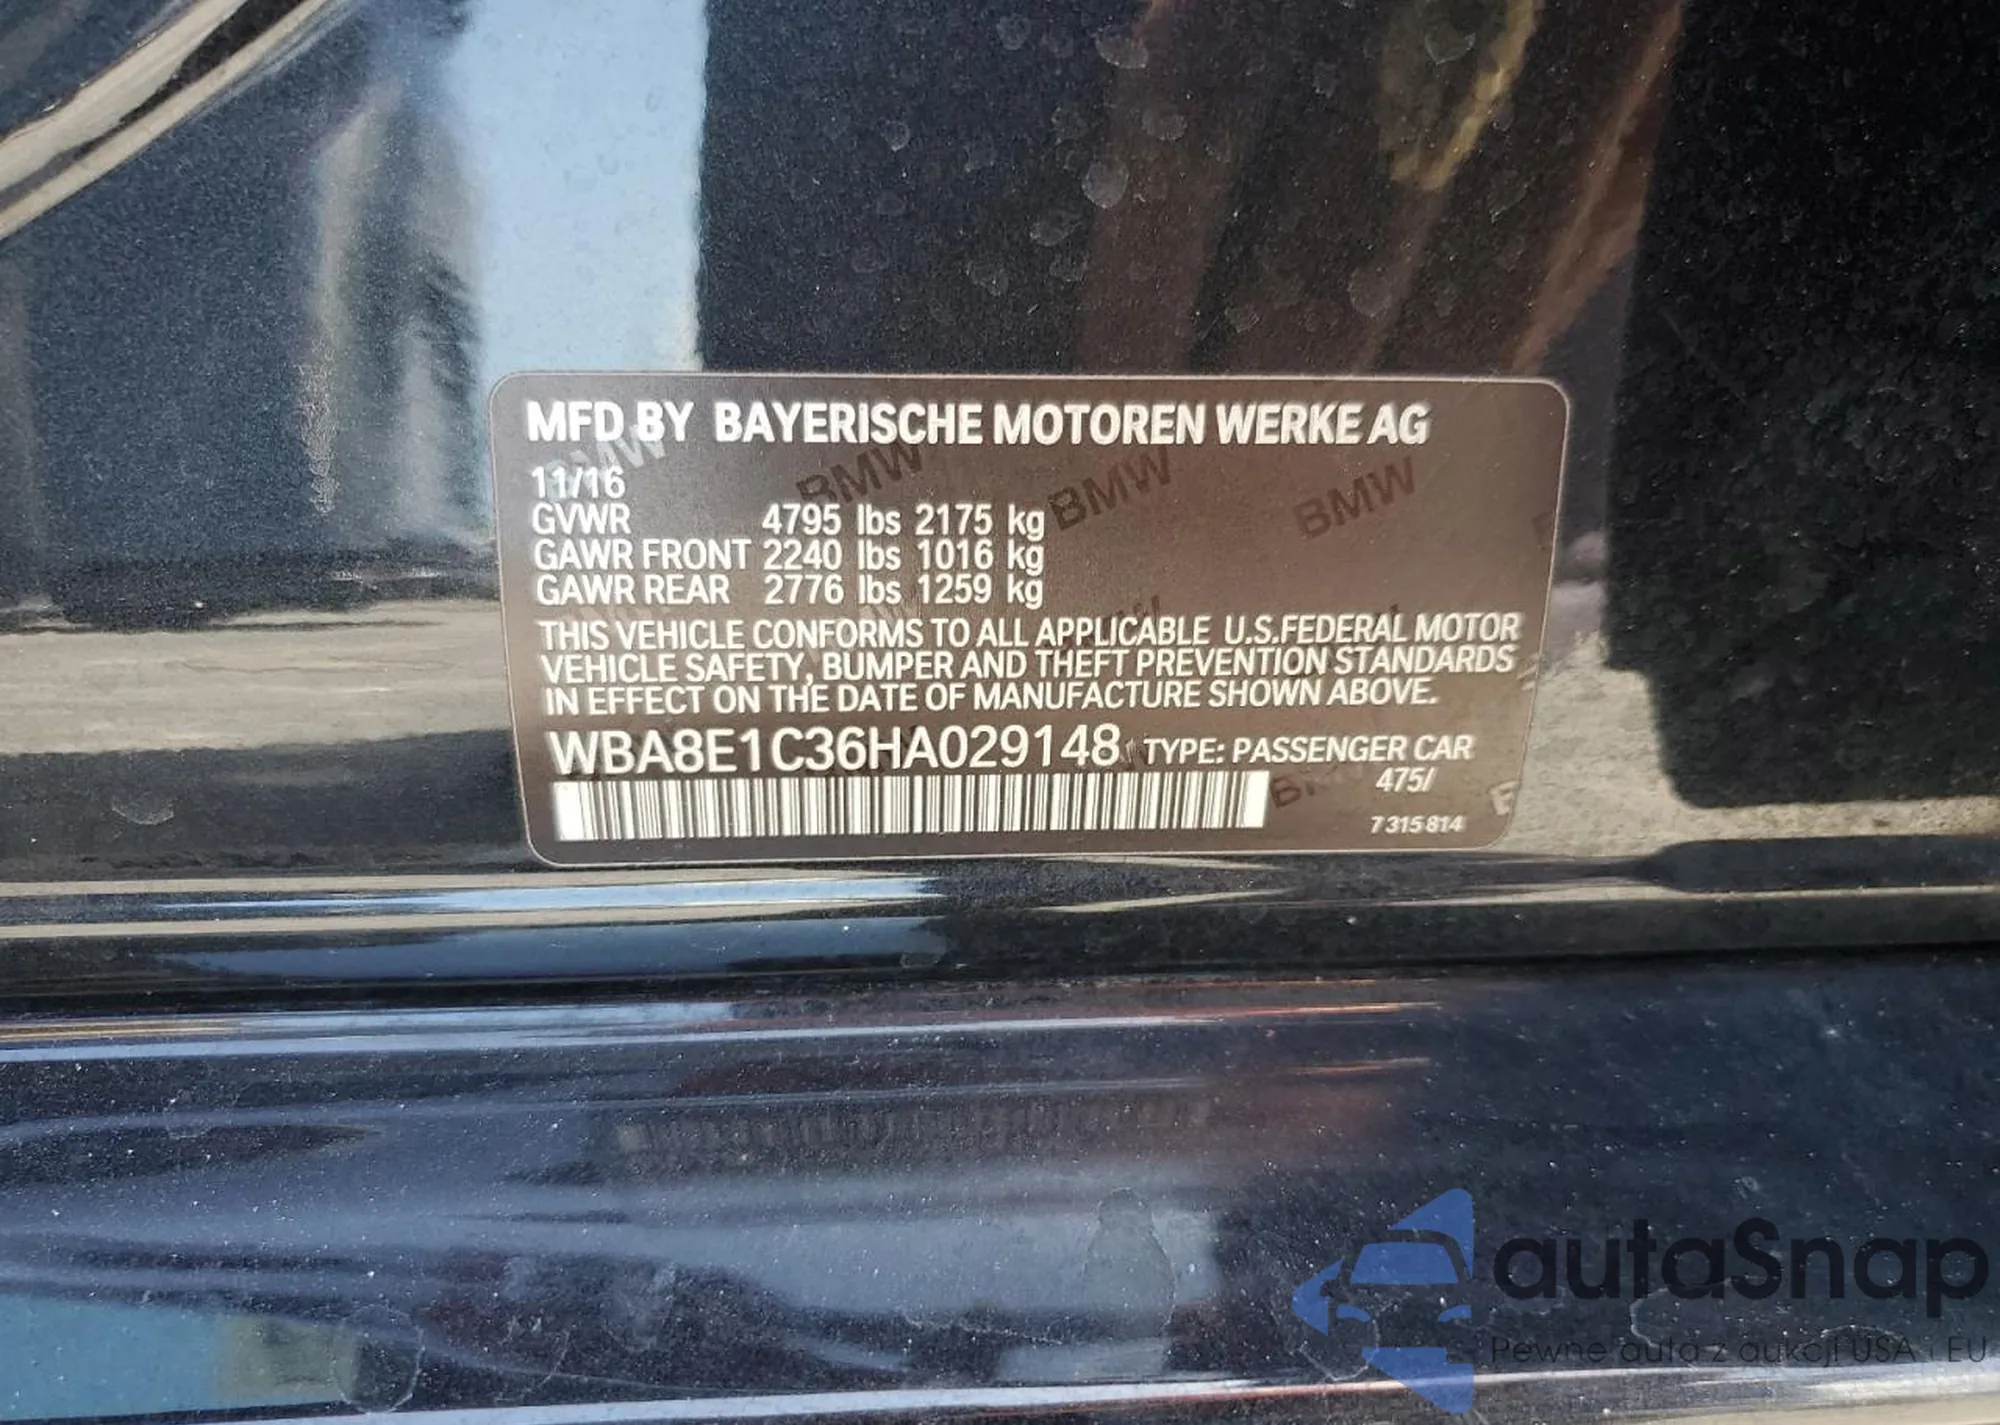 MFD BY BAYERISCHE MOTOREN WERKE AG
11/16
GVWR 4795 lbs 2175 kg
GAWR FRONT 2240 lbs 1016 kg
GAWR REAR 2776 lbs 1259 kg
THIS VEHICLE CONFORMS TO ALL APPLICABLE U.S.FEDERAL MOTOR
VEHICLE SAFETY, BUMPER AND THEFT PREVENTION STANDARDS
IN EFFECT ON THE DATE OF MANUFACTURE SHOWN ABOVE.
WBA8E1C36HA029148 TYPE: PASSENGER CAR
475/
7 315 814
BMW BMW BMW BMW
autaSnap
Pewne auta z aukcji USA i EU